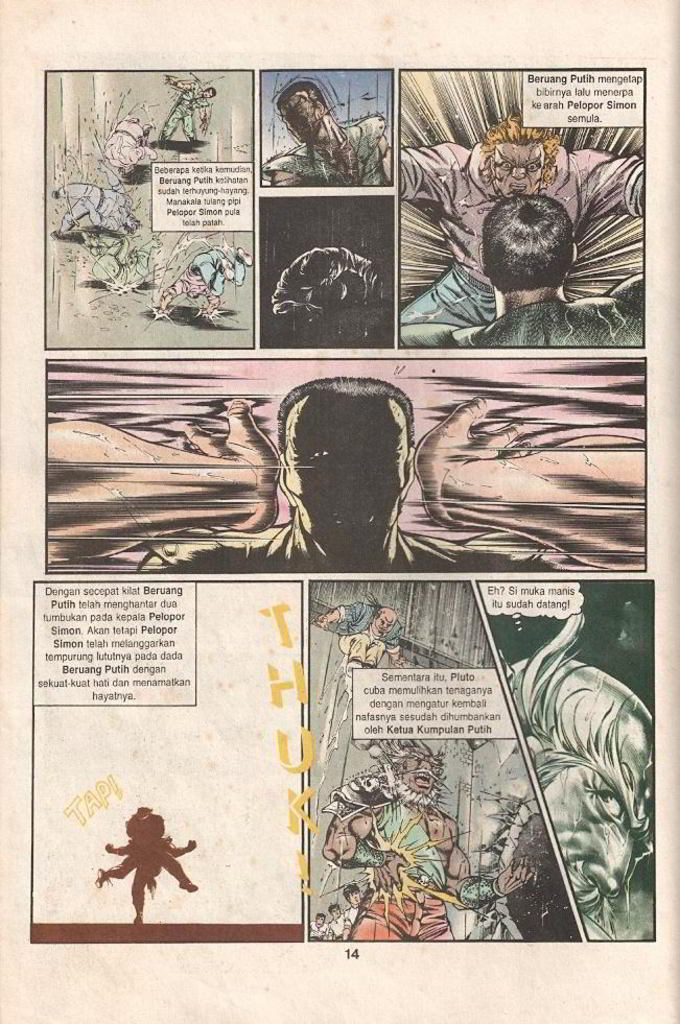 Beberapa ketika kemudian,
Beruang Putih kelihatan
sudah terhuyung-hayang.
Manakala tulang pipi
Pelopor Simon pula
telah patah.
Beruang Putih mengetap
bibirnya lalu menerpa
ke arah Pelopor Simon
semula.
Dengan secepat kilat Beruang
Putih telah menghantar dua
tumbukan pada kepala Pelopor
Simon. Akan tetapi Pelopor
Simon telah melanggarkan
tempurung lututnya pada dada
Beruang Putih dengan
sekuat-kuat hati dan menamatkan
hayatnya.
TAP!
THUK!
Sementara itu, Pluto
cuba memulihkan tenaganya
dengan mengatur kembali
nafasnya sesudah dihumbankan
oleh Ketua Kumpulan Putih
Eh? Si muka manis
itu sudah datang!
14